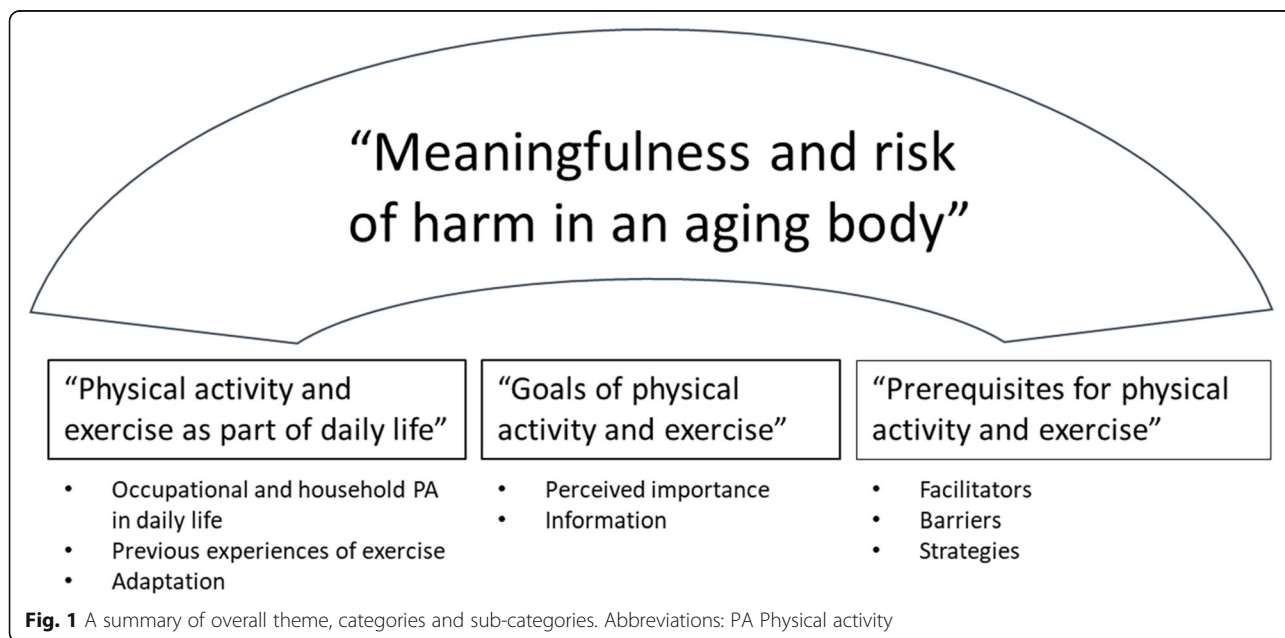 “Meaningfulness and risk
of harm in an aging body”
“Physical activity and
exercise as part of daily life”
• Occupational and household PA
in daily life
• Previous experiences of exercise
• Adaptation
“Goals of physical
activity and exercise”
• Perceived importance
• Information
“Prerequisites for physical
activity and exercise”
• Facilitators
• Barriers
• Strategies
Fig. 1 A summary of overall theme, categories and sub-categories. Abbreviations: PA Physical activity